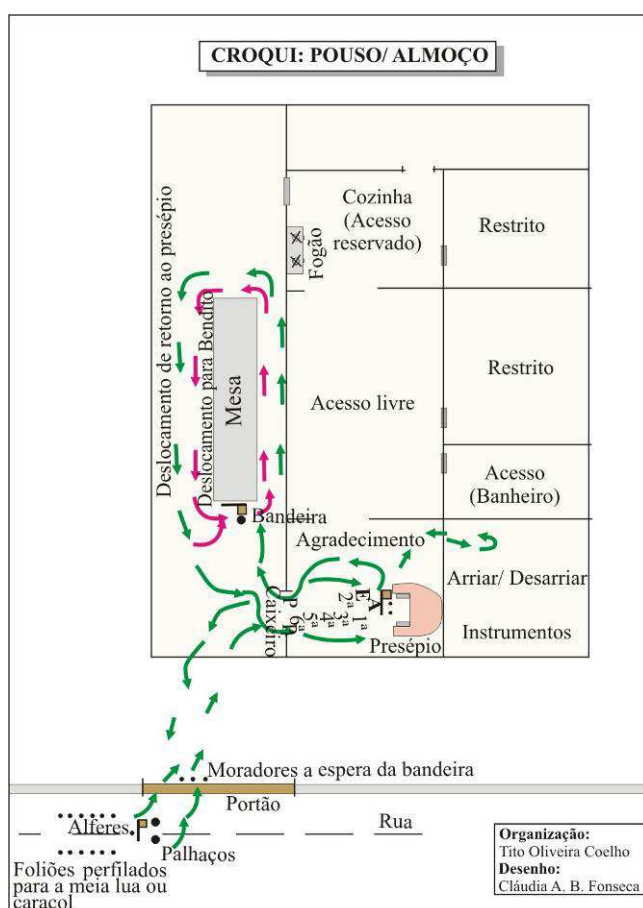 CROQUI: POUSO/ ALMOÇO
Deslocamento de retorno ao presépio
Deslocamento para Bendito
Mesa
Fogão
Cozinha
(Acesso
reservado)
Restrito
Acesso livre
Restrito
Acesso
(Banheiro)
Bandeira
Agradecimento
Arriar/ Desarriar
Instrumentos
Presépio
E A
1ª
2ª
3ª
4ª
5ª
6ª
P P
Caixeiro
Moradores a espera da bandeira
Portão
Rua
Alferes
Palhaços
Foliões perfilados
para a meia lua ou
caracol
Organização:
Tito Oliveira Coelho
Desenho:
Cláudia A. B. Fonseca